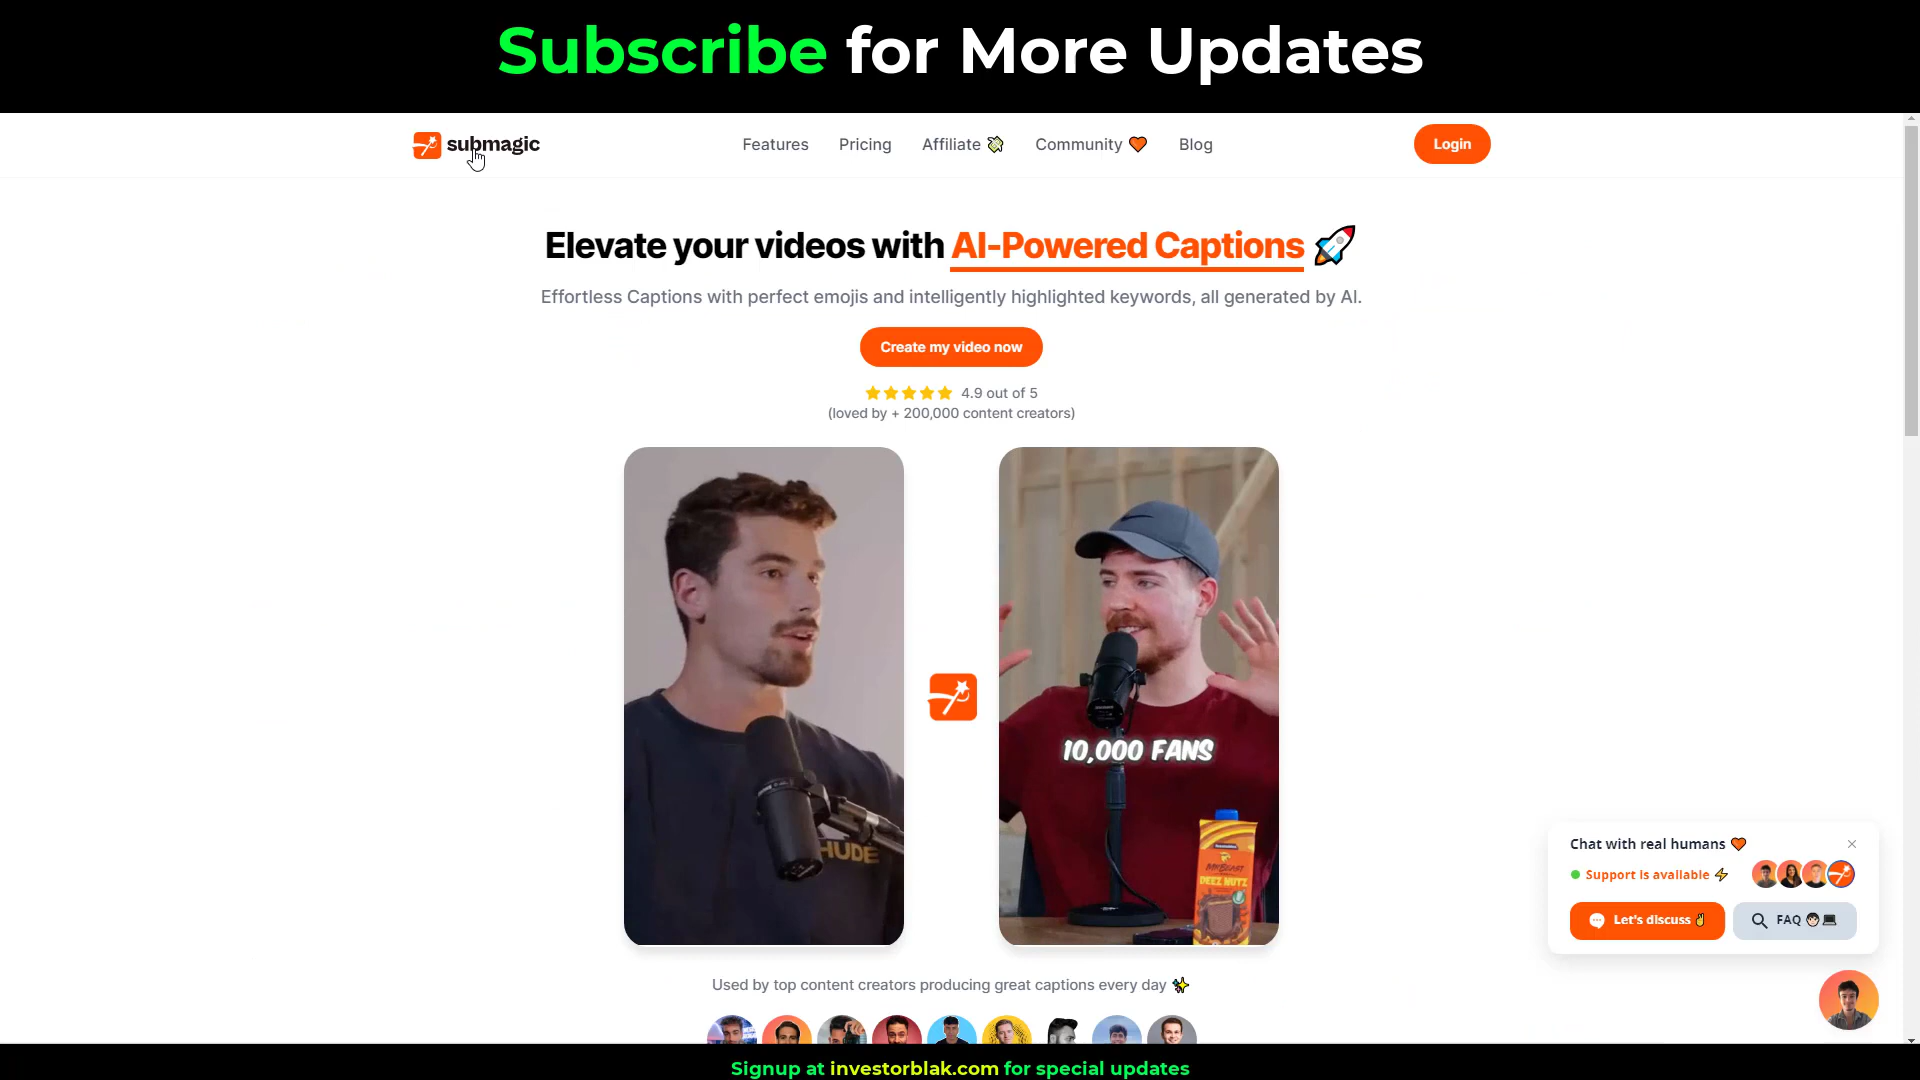 Subscribe for More Updates
submagic
Features
Pricing
Affiliate
Community
Blog
Login
Elevate your videos with AI-Powered Captions
Effortless Captions with perfect emojis and intelligently highlighted keywords, all generated by AI.
Create my video now
4.9 out of 5
(loved by + 200,000 content creators)
HUDE
10,000 FANS
MRBEAST
DEEZ NUTZ
Chat with real humans
Support is available
Let's discuss
FAQ
Used by top content creators producing great captions every day
Signup at investorblak.com for special updates